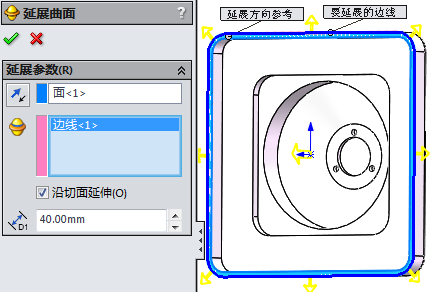 延展曲面
?
延展参数(R)
面<1>
边线<1>
沿切面延伸(O)
D1
40.00mm
延展方向参考
要延展的边线